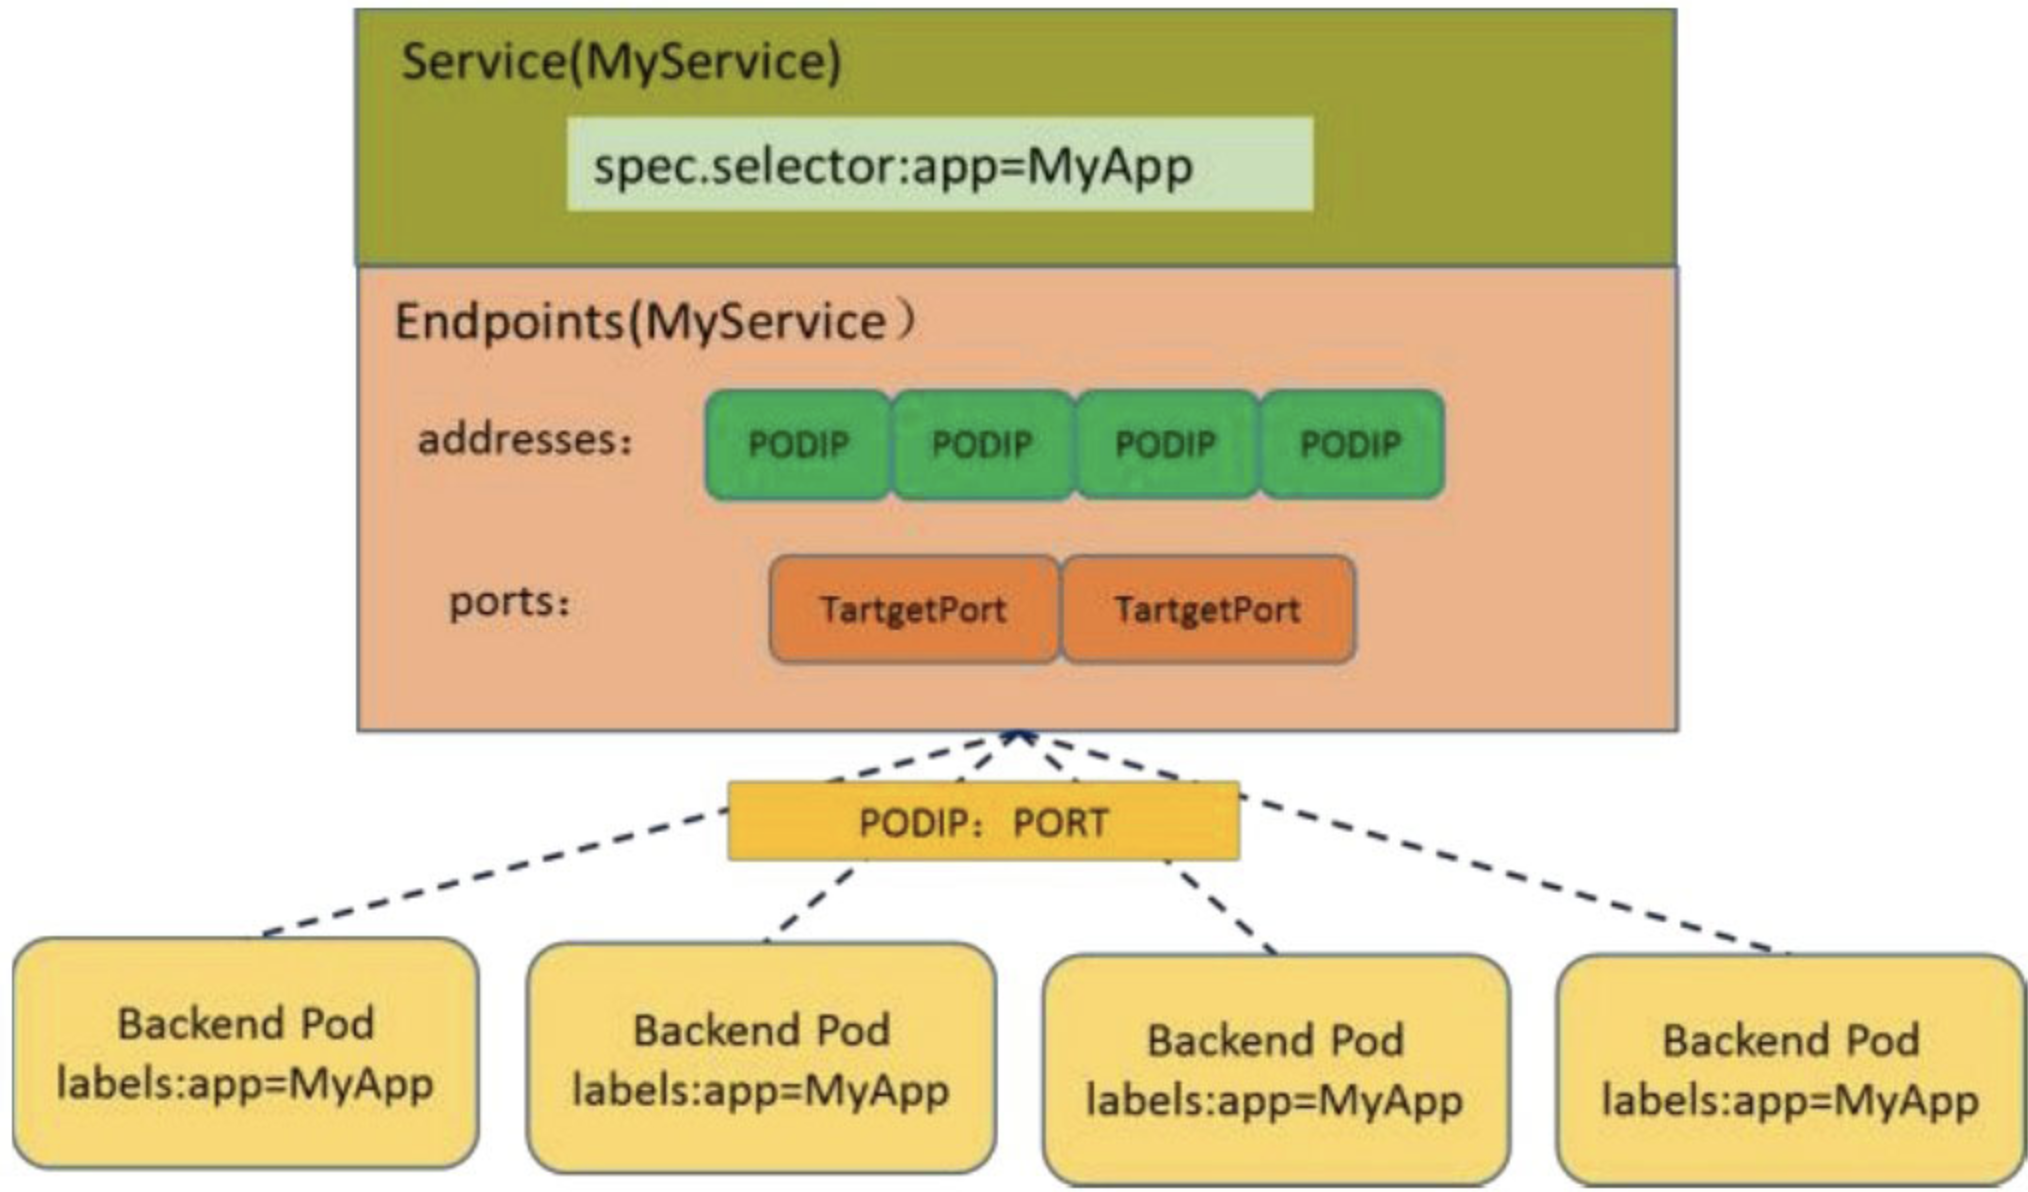 Service(MyService)
spec.selector:app=MyApp
Endpoints(MyService）
addresses： PODIP PODIP PODIP PODIP
ports： TartgetPort TartgetPort
PODIP： PORT
Backend Pod
labels:app=MyApp
Backend Pod
labels:app=MyApp
Backend Pod
labels:app=MyApp
Backend Pod
labels:app=MyApp